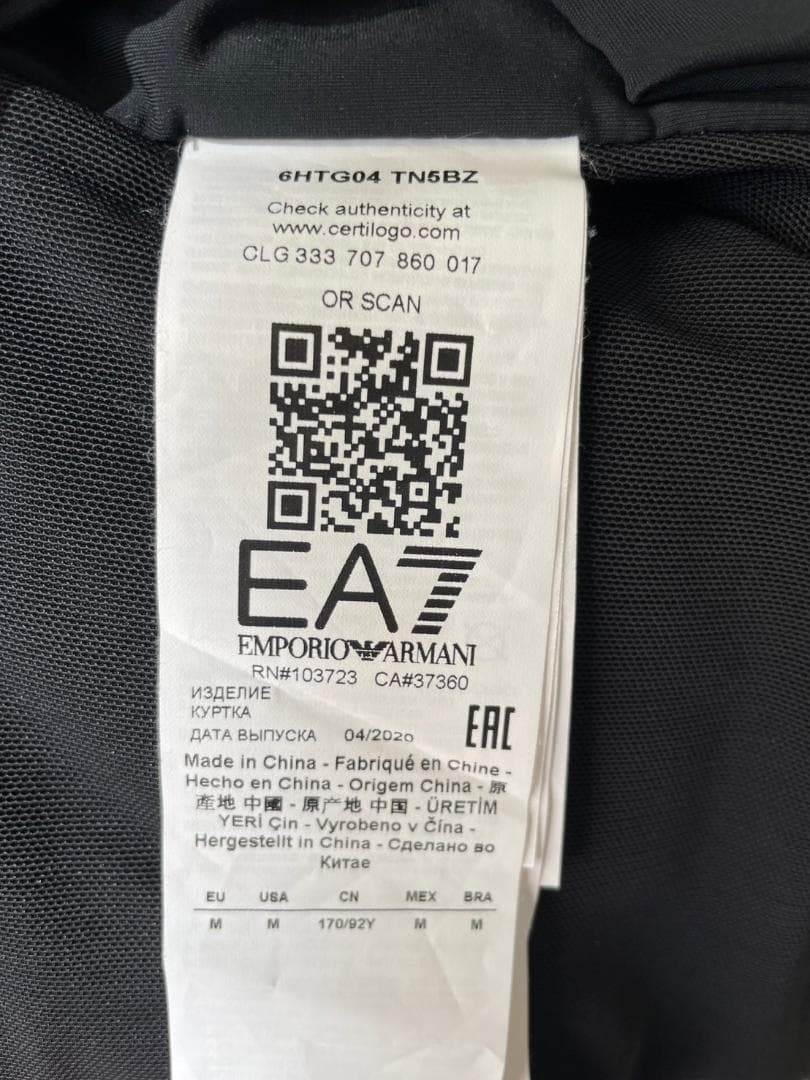 6HTG04 TN5BZ
Check authenticity at
www.certilogo.com
CLG 333 707 860 017
OR SCAN
EA7
EMPORIO ARMANI
RN#103723 CA#37360
ИЗДЕЛИЕ
КУРТКА
ДАТА ВЫПУСКА 04/2020
EAC
Made in China - Fabriqué en Chine -
Hecho en China - Origem China - 原
產地 中國 - 原产地 中国 - ÜRETİM
YERİ Çin - Vyrobeno v Čína -
Hergestellt in China - Сделано во
Китае
EU USA CN MEX BRA
M M 170/92Y M M